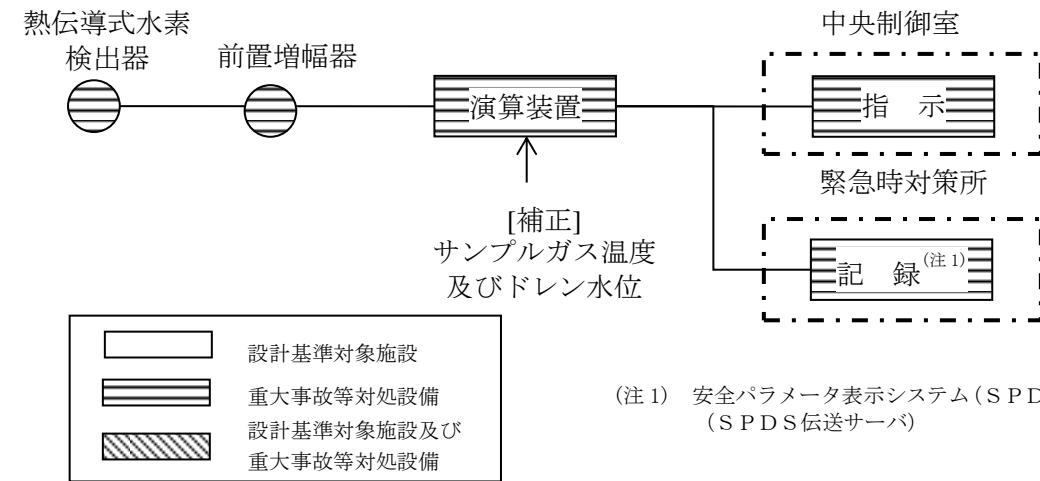 熱伝導式水素
検出器
前置増幅器
演算装置
中央制御室
指　示
緊急時対策所
記　録(注1)
[補正]
サンプルガス温度
及びドレン水位
設計基準対象施設
重大事故等対処設備
設計基準対象施設及び
重大事故等対処設備
(注1)　安全パラメータ表示システム(ＳＰＤ
(ＳＰＤＳ伝送サーバ)